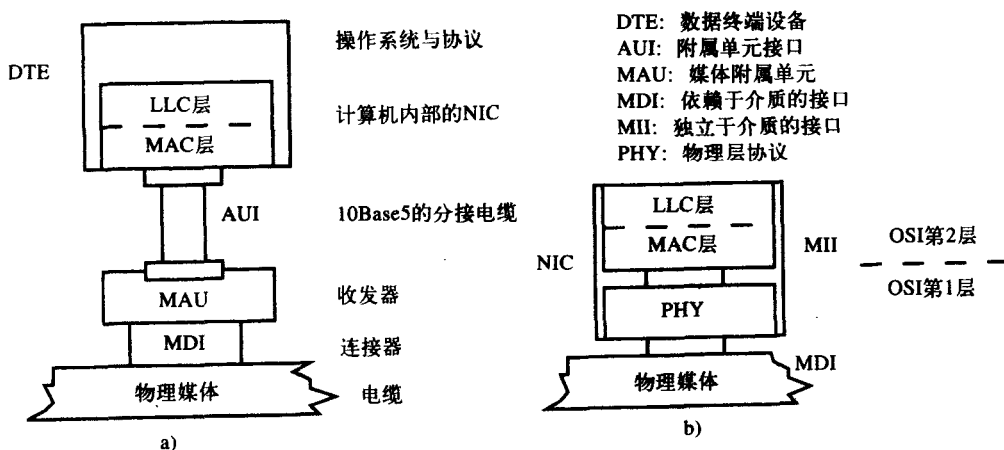 DTE
操作系统与协议
LLC层
MAC层
计算机内部的NIC
AUI
10Base5的分接电缆
MAU
收发器
MDI
连接器
物理媒体
电缆
a)
DTE: 数据终端设备
AUI: 附属单元接口
MAU: 媒体附属单元
MDI: 依赖于介质的接口
MII: 独立于介质的接口
PHY: 物理层协议
LLC层
MAC层
NIC
MII
OSI第2层
OSI第1层
PHY
MDI
物理媒体
b)